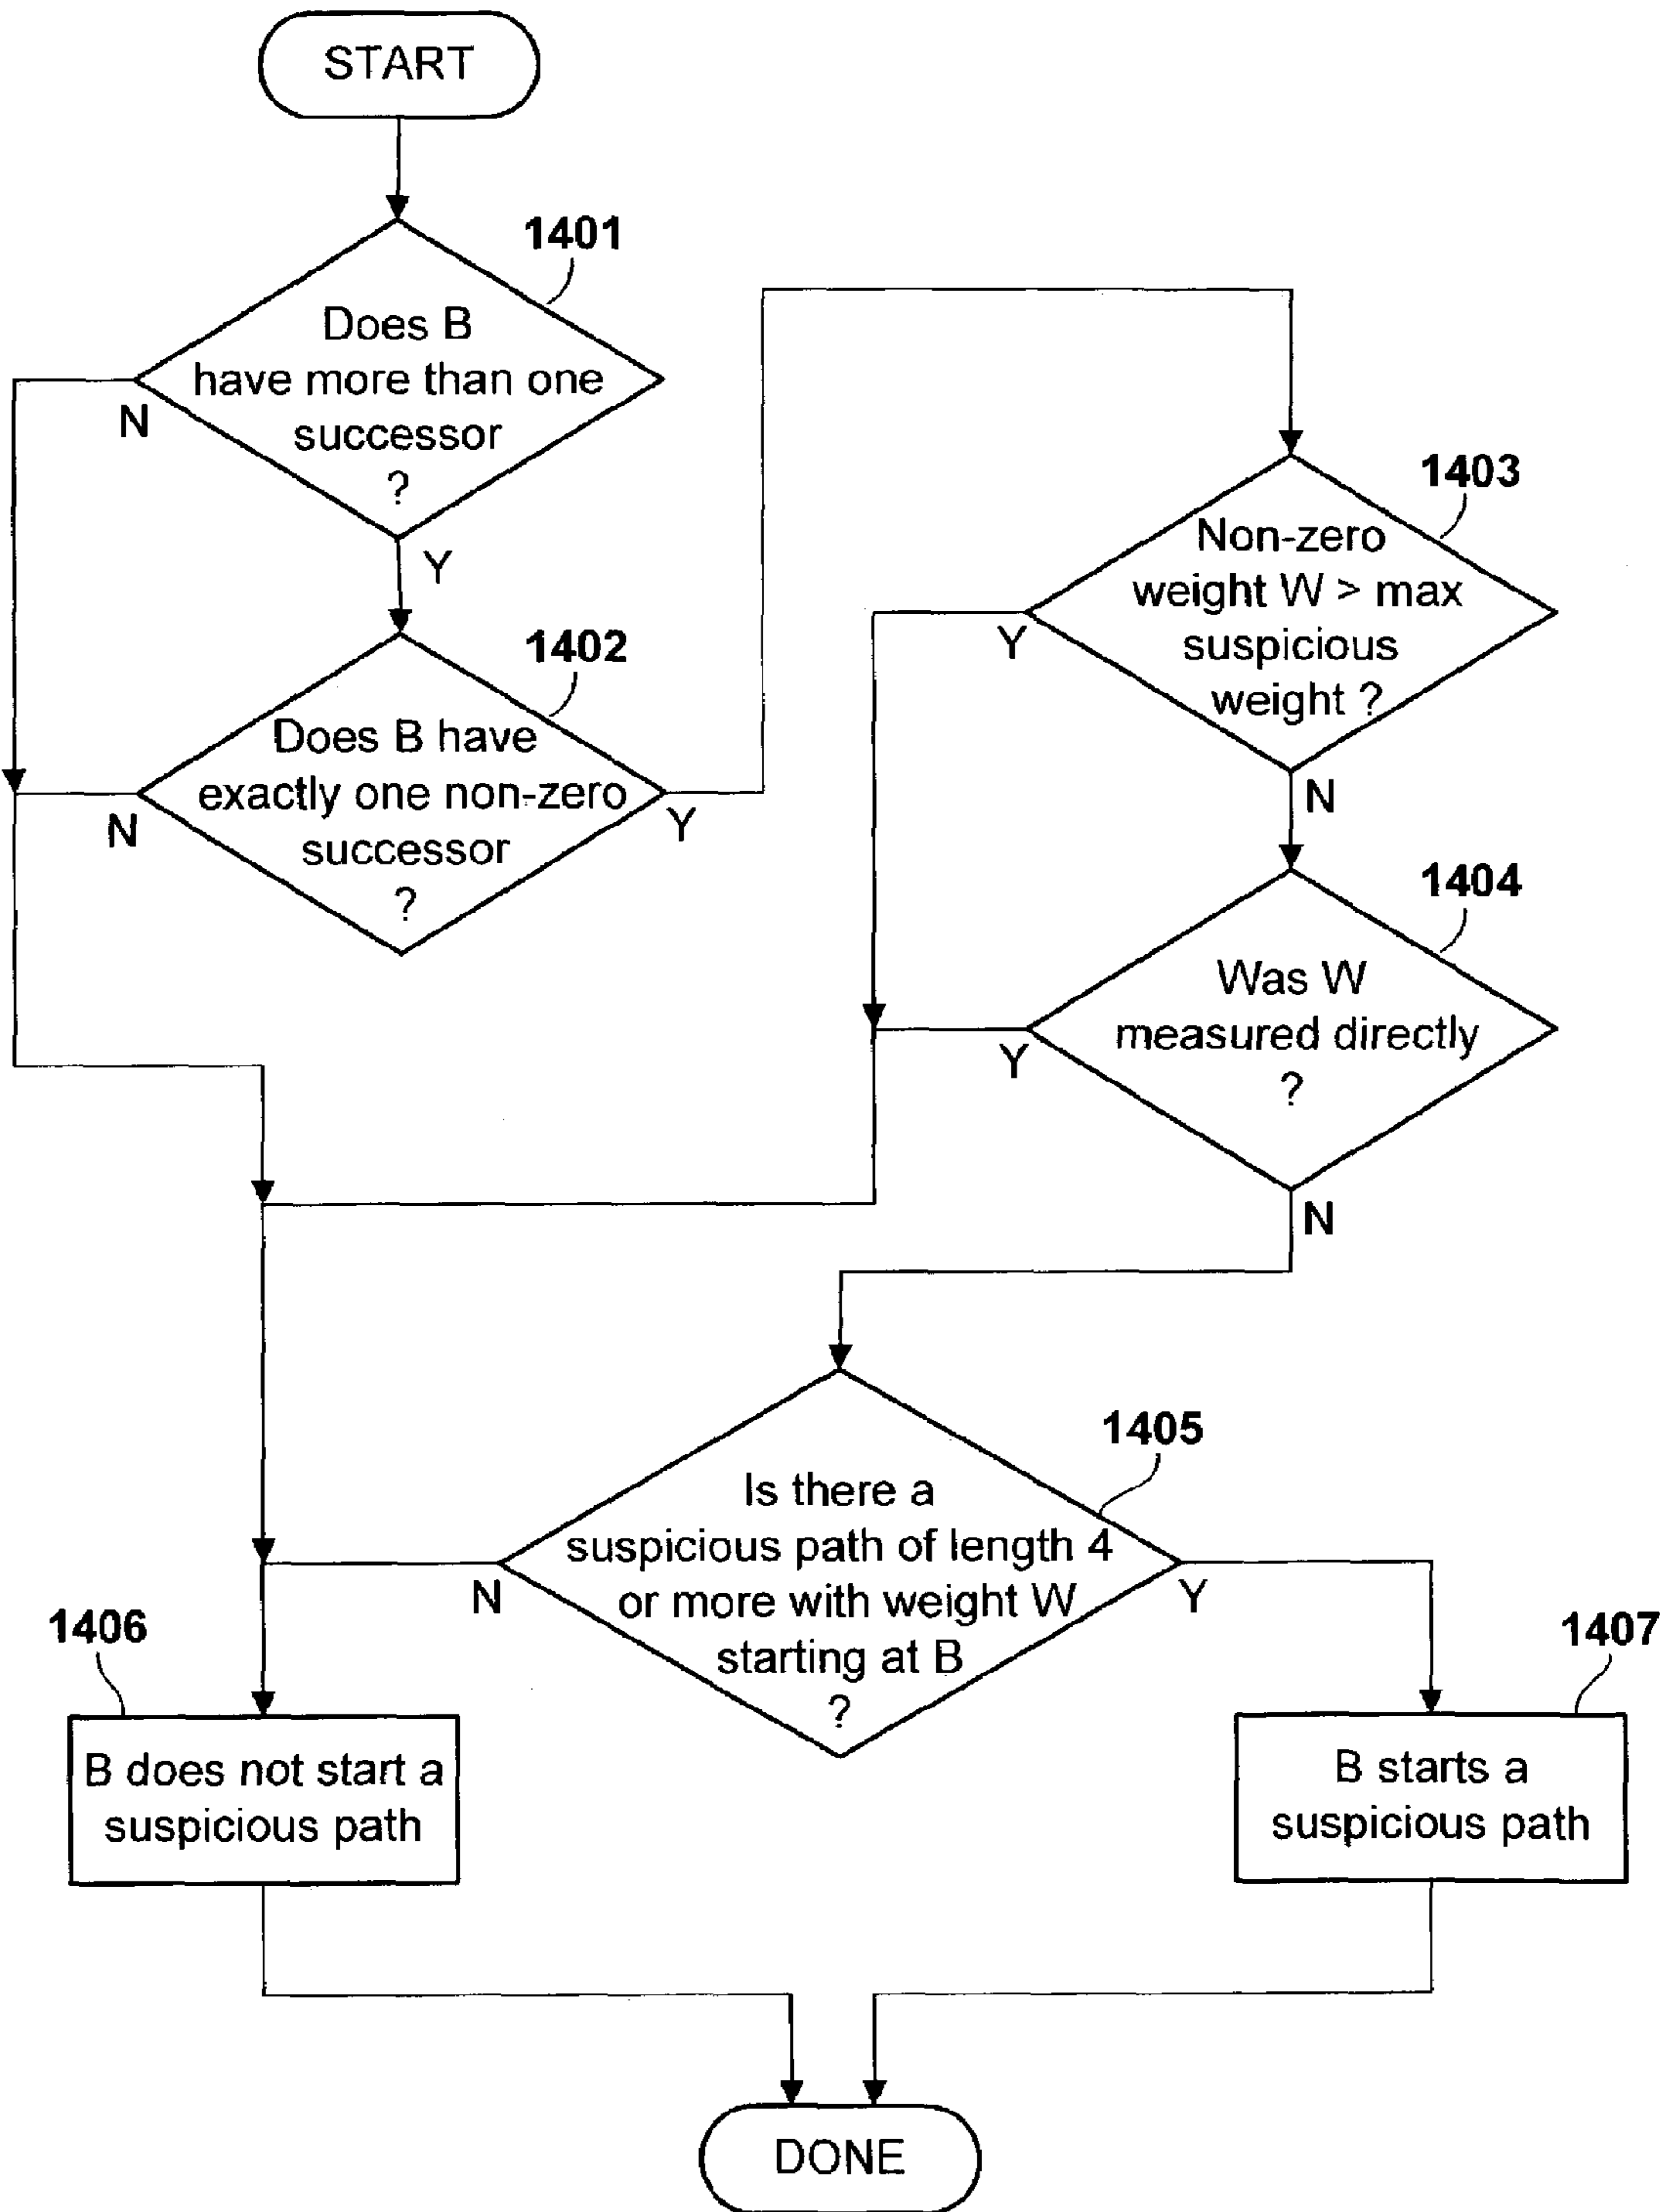 START
1401
Does B
have more than one
successor
?
N
Y
1402
Does B have
exactly one non-zero
successor
?
N
Y
1403
Non-zero
weight W > max
suspicious
weight ?
Y
N
1404
Was W
measured directly
?
Y
N
1405
Is there a
suspicious path of length 4
or more with weight W
starting at B
?
N
Y
1406
B does not start a
suspicious path
1407
B starts a
suspicious path
DONE